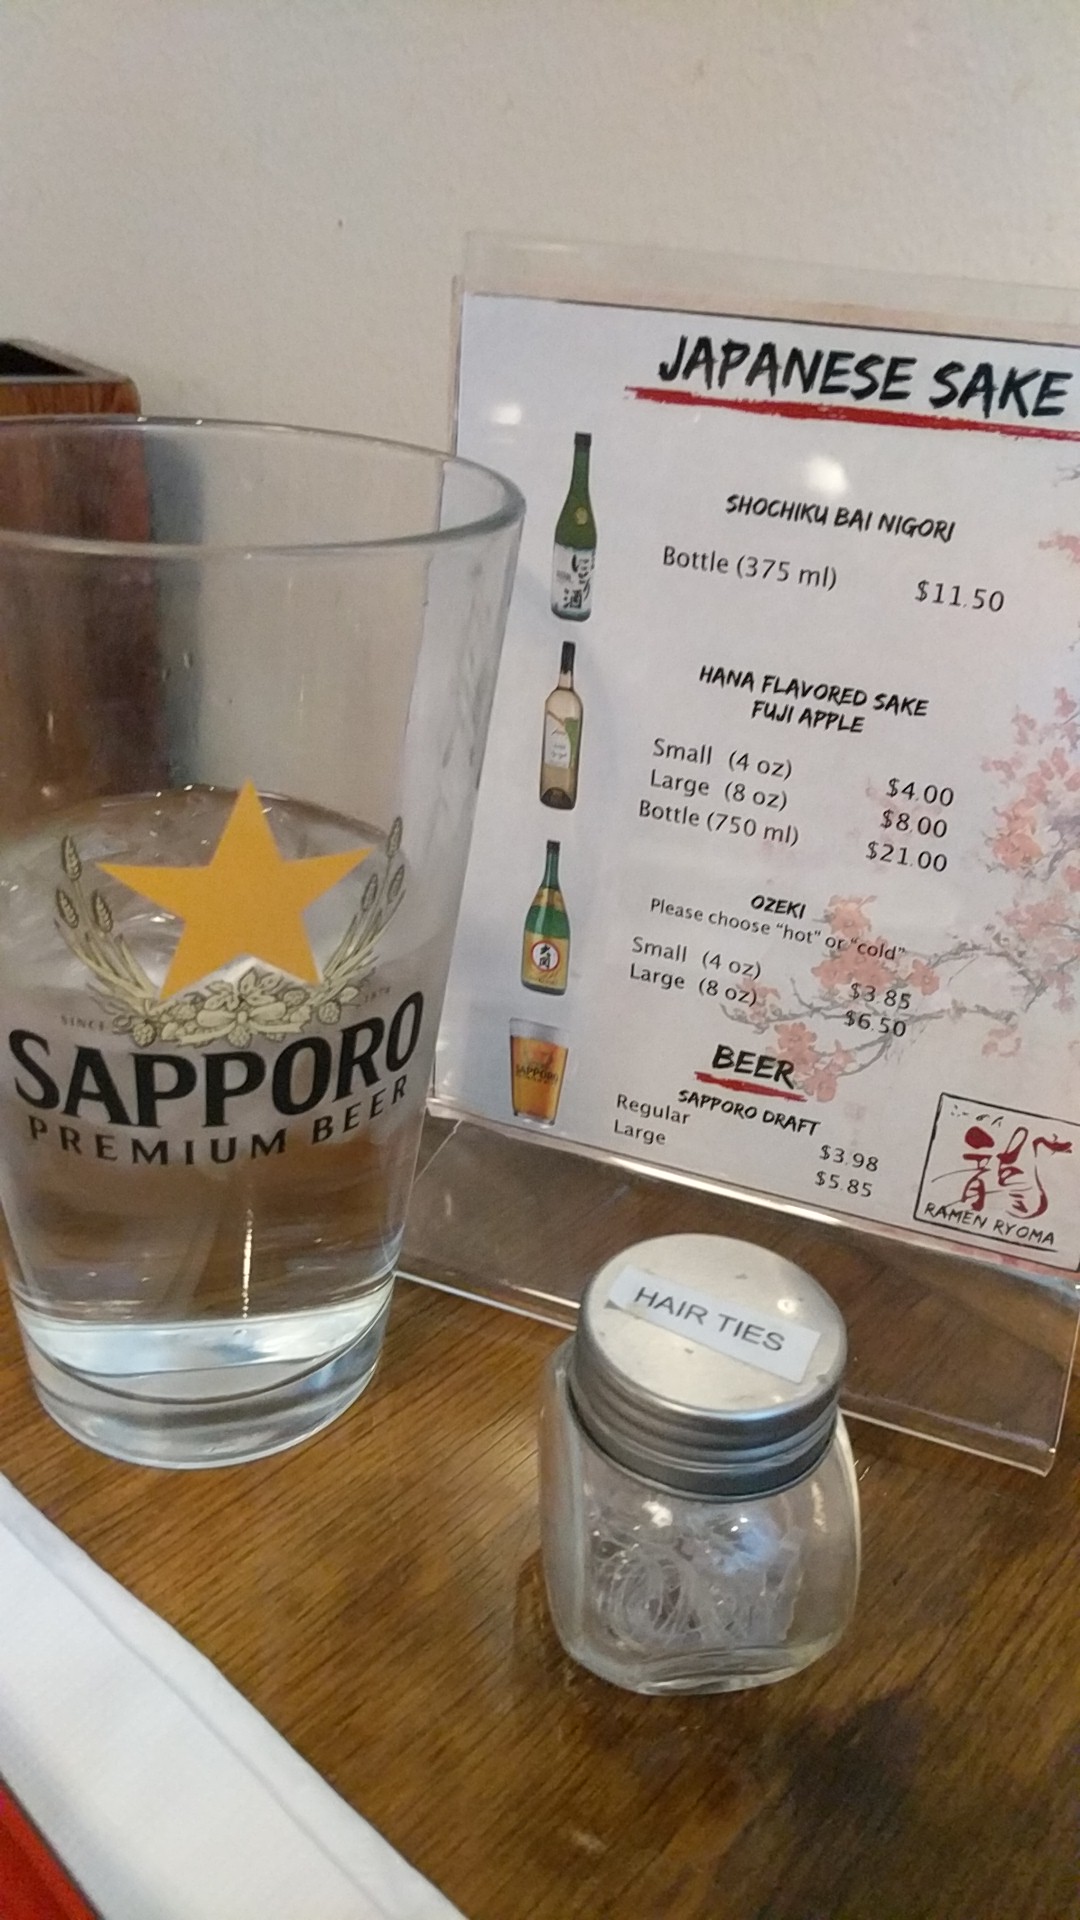 JAPANESE SAKE
SHOCHIKU BAI NIGORI
Bottle (375 ml) $11.50
HANA FLAVORED SAKE
FUJI APPLE
Small (4 oz) $4.00
Large (8 oz) $8.00
Bottle (750 ml) $21.00
OZEKI
Please choose "hot" or "cold"
Small (4 oz) $3.85
Large (8 oz) $6.50
BEER
SAPPORO DRAFT
Regular $3.98
Large $5.85
RAMEN RYOMA
SINCE 1876
SAPPORO
PREMIUM BEER
HAIR TIES
SAPPORO